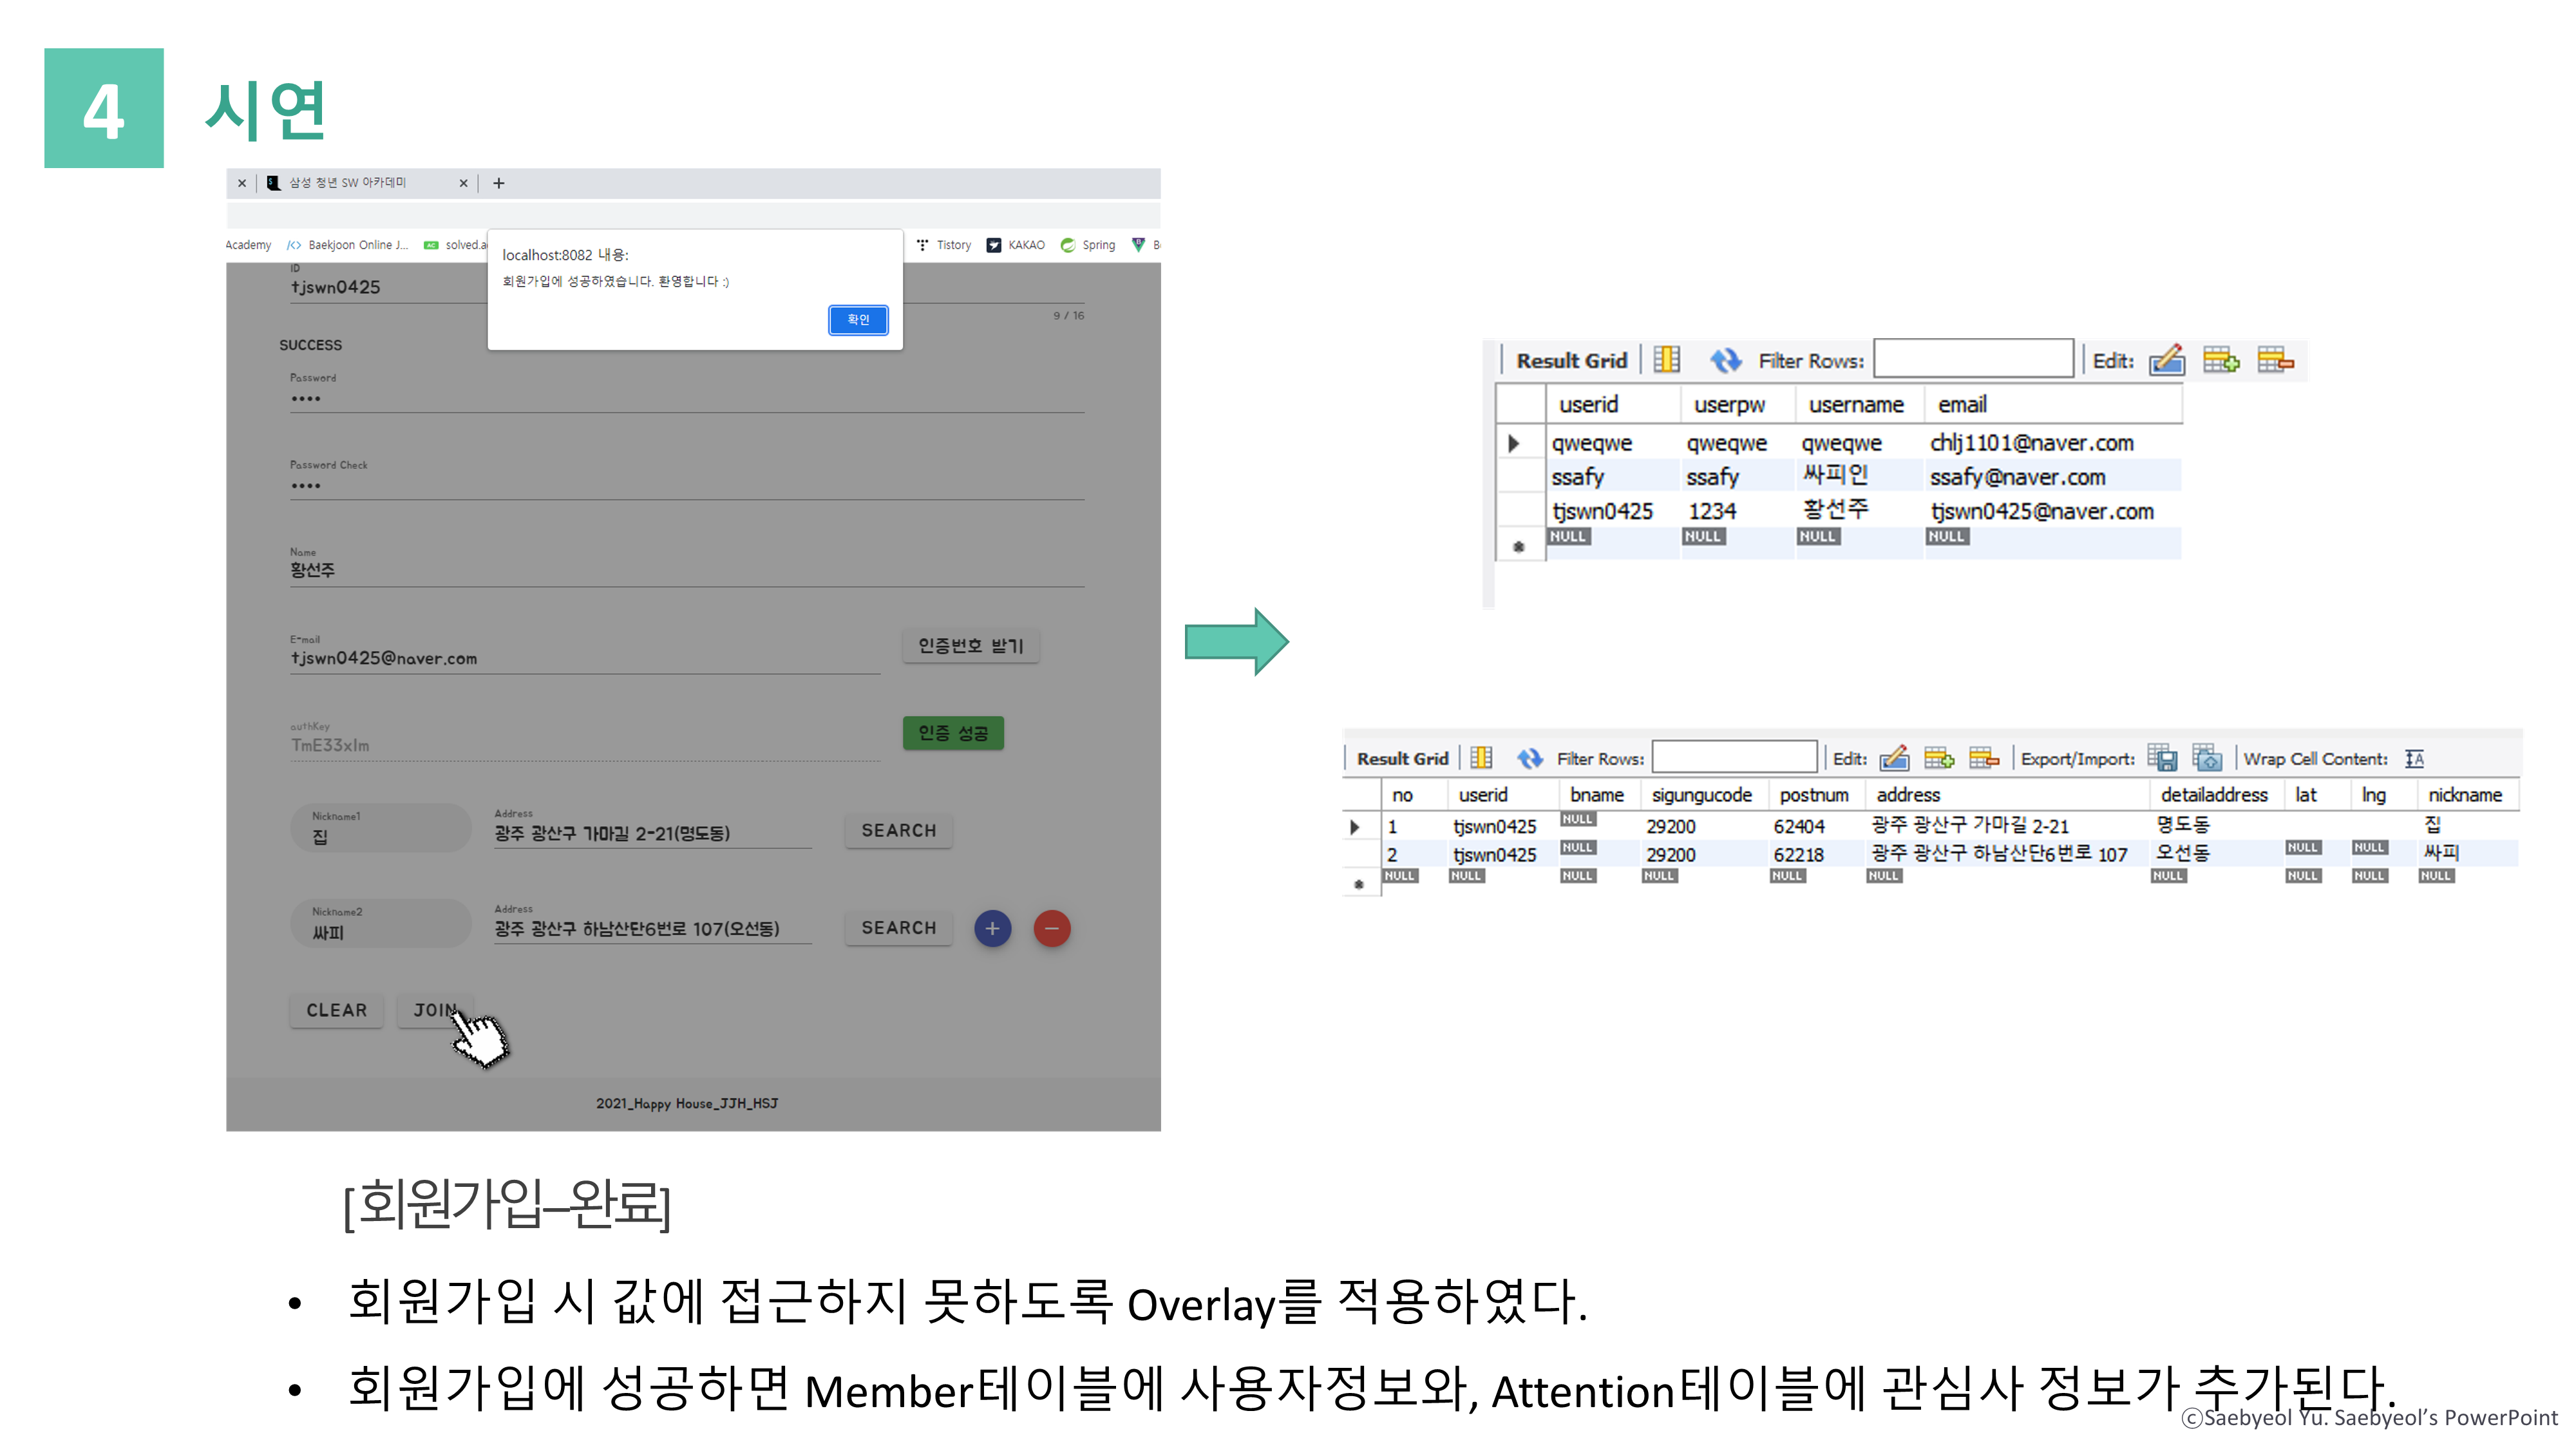 4 시연
삼성 청년 SW 아카데미
Academy Baekjoon Online J... solved.a Tistory KAKAO Spring B
localhost:8082 내용:
회원가입에 성공하였습니다. 환영합니다 :)
확인
ID
tjswn0425
9 / 16
SUCCESS
Password
••••
Password Check
••••
Name
황선주
E-mail
tjswn0425@naver.com
인증번호 받기
authKey
인증 성공
Nickname1
집
Address
광주 광산구 가마길 2-21(명도동)
SEARCH
Nickname2
싸피
Address
광주 광산구 하남산단6번로 107(오선동)
SEARCH + −
CLEAR JOIN
2021_Happy House_JJH_HSJ
Result Grid Filter Rows: Edit:
userid userpw username email
qweqwe qweqwe qweqwe chlj1101@naver.com
ssafy ssafy 싸피인 ssafy@naver.com
tjswn0425 1234 황선주 tjswn0425@naver.com
NULL NULL NULL NULL
Result Grid Filter Rows: Edit: Export/Import: Wrap Cell Content:
no userid bname sigungucode postnum address detailaddress lat lng nickname
1 tjswn0425 NULL 29200 62404 광주 광산구 가마길 2-21 명도동 집
2 tjswn0425 NULL 29200 62218 광주 광산구 하남산단6번로 107 오선동 NULL NULL 싸피
NULL NULL NULL NULL NULL NULL NULL NULL NULL NULL
[회원가입–완료]
• 회원가입 시 값에 접근하지 못하도록 Overlay를 적용하였다.
• 회원가입에 성공하면 Member테이블에 사용자정보와, Attention테이블에 관심사 정보가 추가된다.
ⓒSaebyeol Yu. Saebyeol’s PowerPoint